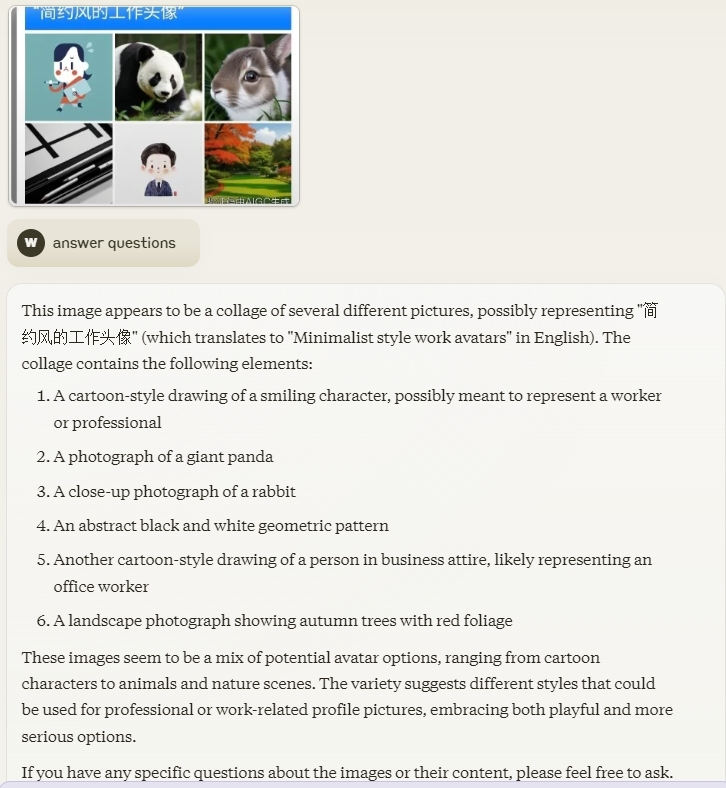 "简约风的工作头像"
W answer questions
This image appears to be a collage of several different pictures, possibly representing "简
约风的工作头像" (which translates to "Minimalist style work avatars" in English). The
collage contains the following elements:
1. A cartoon-style drawing of a smiling character, possibly meant to represent a worker
or professional
2. A photograph of a giant panda
3. A close-up photograph of a rabbit
4. An abstract black and white geometric pattern
5. Another cartoon-style drawing of a person in business attire, likely representing an
office worker
6. A landscape photograph showing autumn trees with red foliage
These images seem to be a mix of potential avatar options, ranging from cartoon
characters to animals and nature scenes. The variety suggests different styles that could
be used for professional or work-related profile pictures, embracing both playful and more
serious options.
If you have any specific questions about the images or their content, please feel free to ask.